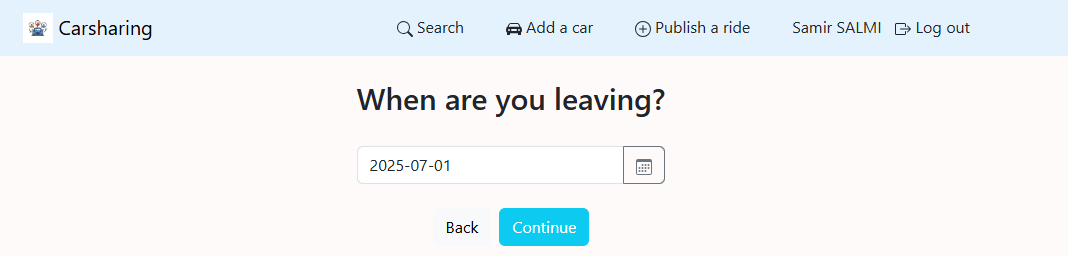 Carsharing Search Add a car Publish a ride Samir SALMI Log out
When are you leaving?
2025-07-01
Back Continue